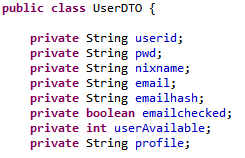 public class UserDTO {
private String userid;
private String pwd;
private String nixname;
private String email;
private String emailhash;
private boolean emailchecked;
private int userAvailable;
private String profile;